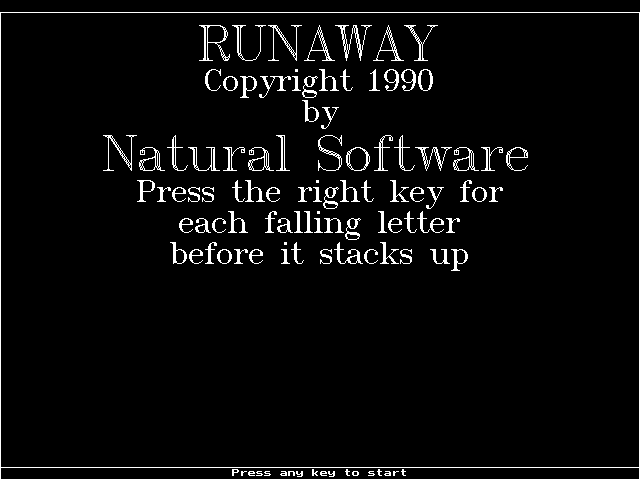 RUNAWAY
Copyright 1990
by
Natural Software
Press the right key for
each falling letter
before it stacks up
Press any key to start